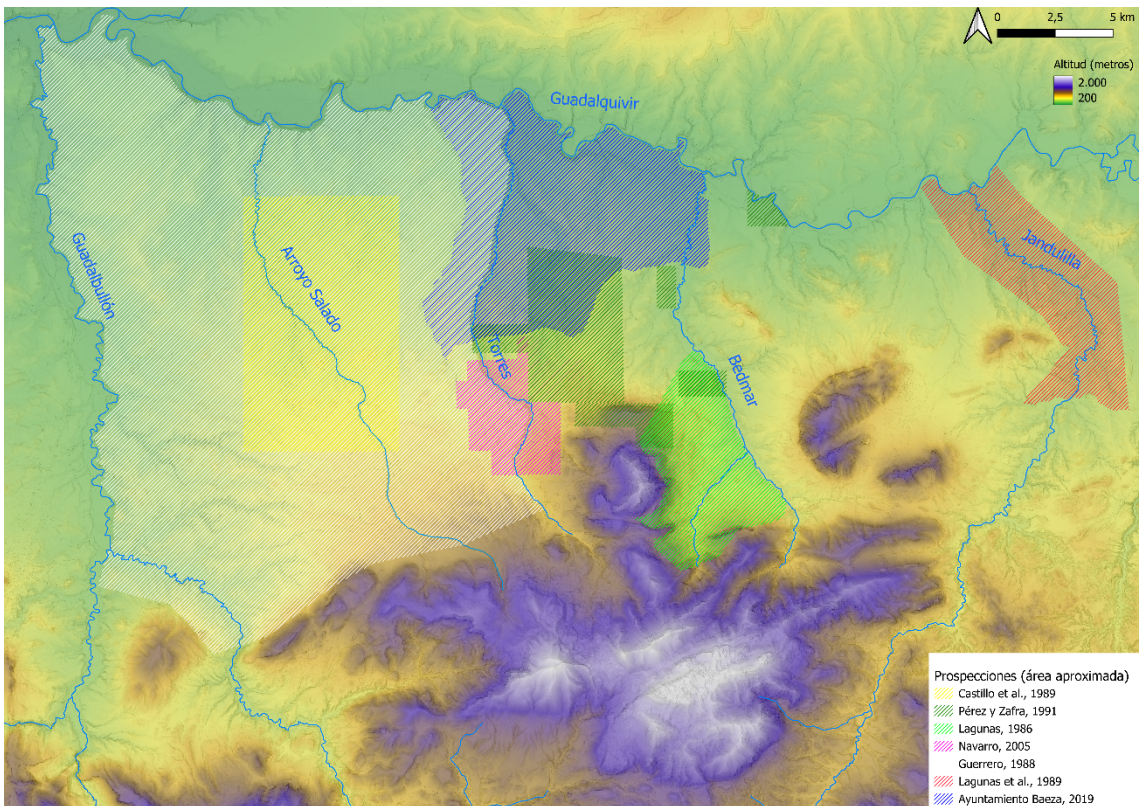 0 2,5 5 km
Altitud (metros)
2.000
200
Guadalquivir
Guadalbullón
Arroyo Salado
Torres
Bedmar
Jandulilla
Prospecciones (área aproximada)
Castillo et al., 1989
Pérez y Zafra, 1991
Lagunas, 1986
Navarro, 2005
Guerrero, 1988
Lagunas et al., 1989
Ayuntamiento Baeza, 2019